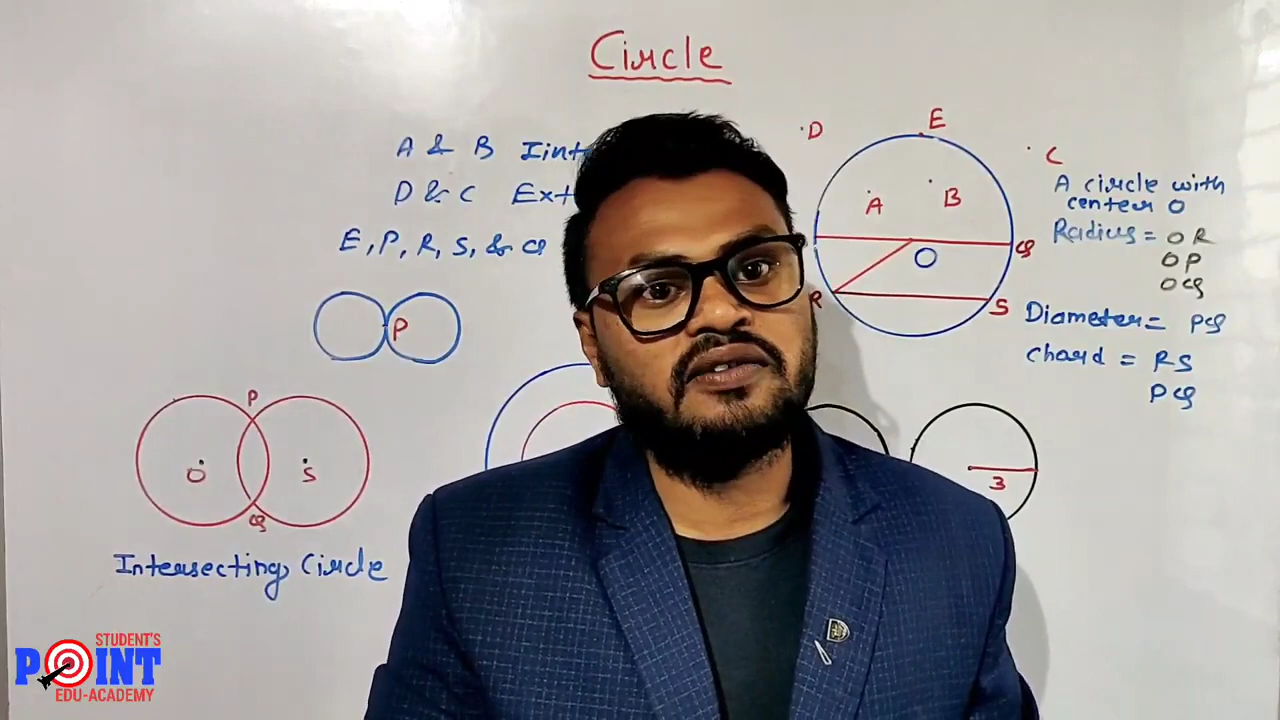 Circle
A & B Iint
D & C Ext
E, P, R, S, & Q
P
D
E
C
A
B
O
Q
R
S
A circle with
center O
Radius = OR
OP
OQ
Diameter = PQ
Chord = RS
PQ
P
O
S
Q
Intersecting Circle
3
STUDENT'S
POINT
EDU-ACADEMY